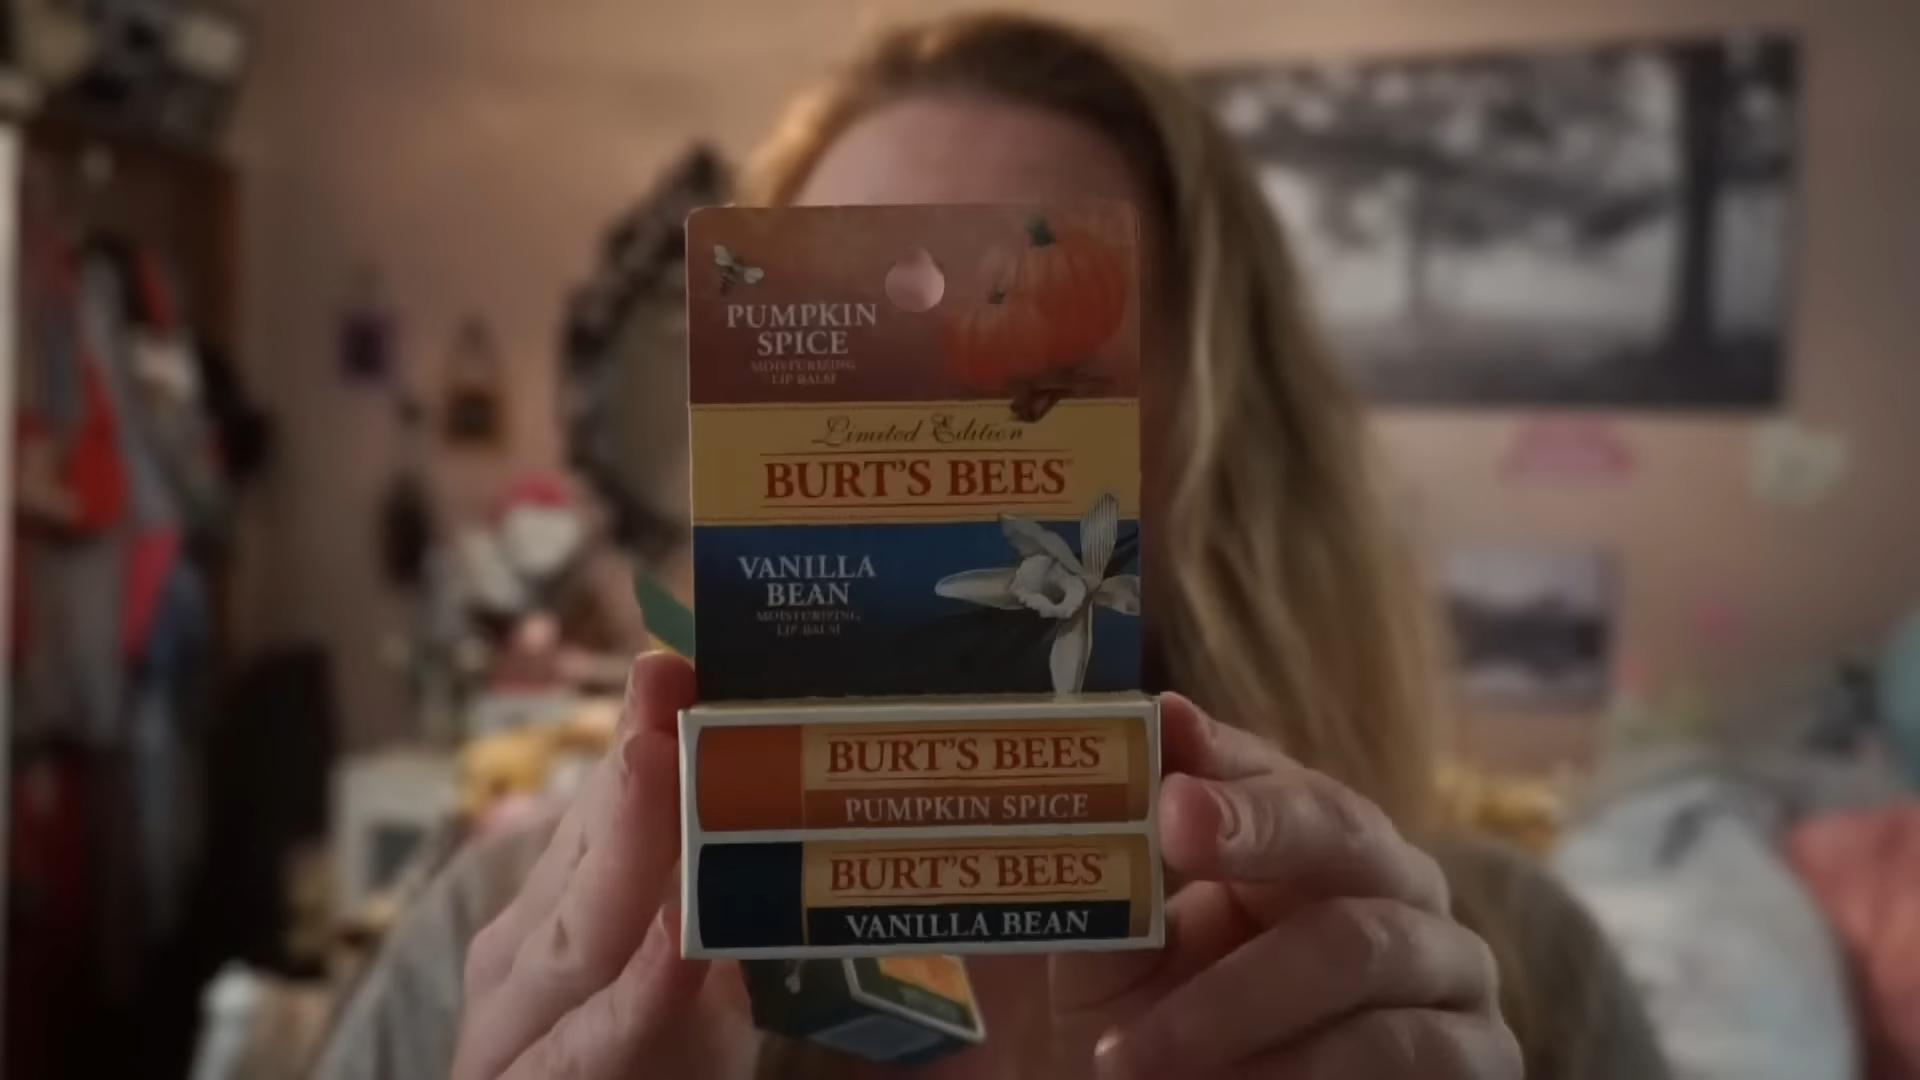 PUMPKIN
SPICE
MOISTURIZING
LIP BALM
Limited Edition
BURT'S BEES
VANILLA
BEAN
MOISTURIZING
LIP BALM
BURT'S BEES
PUMPKIN SPICE
BURT'S BEES
VANILLA BEAN